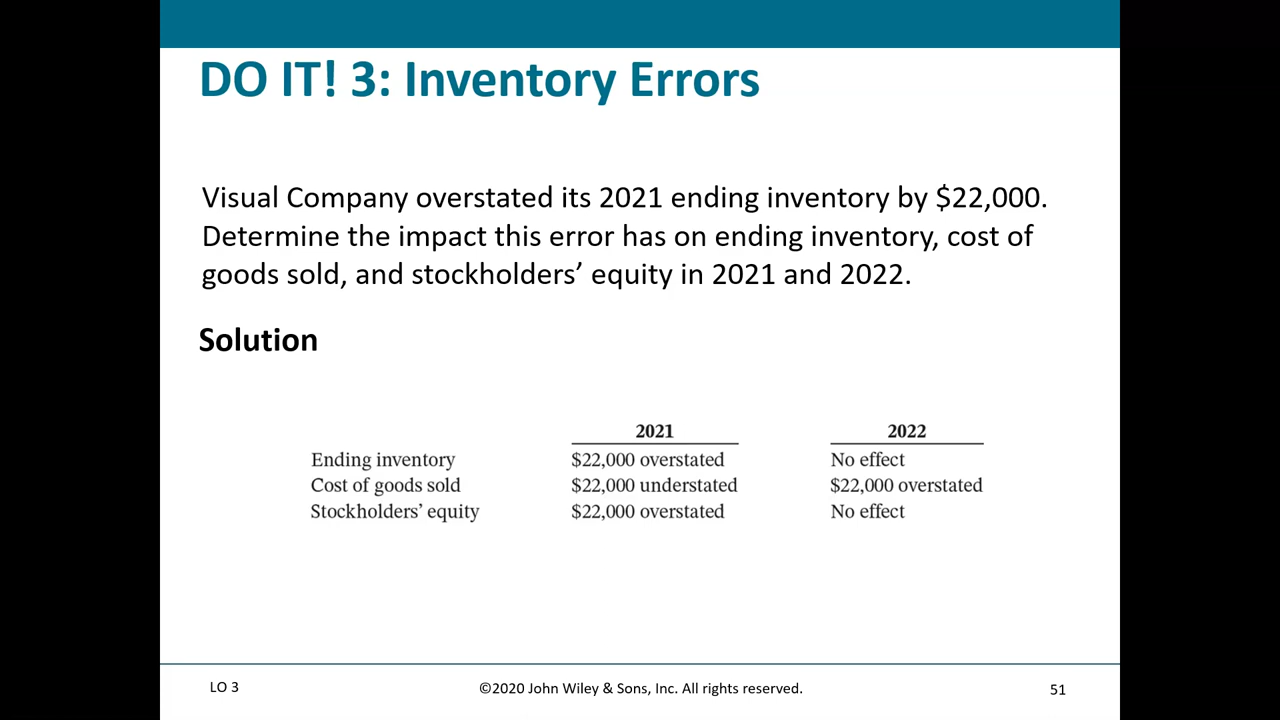 DO IT! 3: Inventory Errors
Visual Company overstated its 2021 ending inventory by $22,000.
Determine the impact this error has on ending inventory, cost of
goods sold, and stockholders’ equity in 2021 and 2022.
Solution
2021 2022
Ending inventory $22,000 overstated No effect
Cost of goods sold $22,000 understated $22,000 overstated
Stockholders’ equity $22,000 overstated No effect
LO 3 ©2020 John Wiley & Sons, Inc. All rights reserved. 51